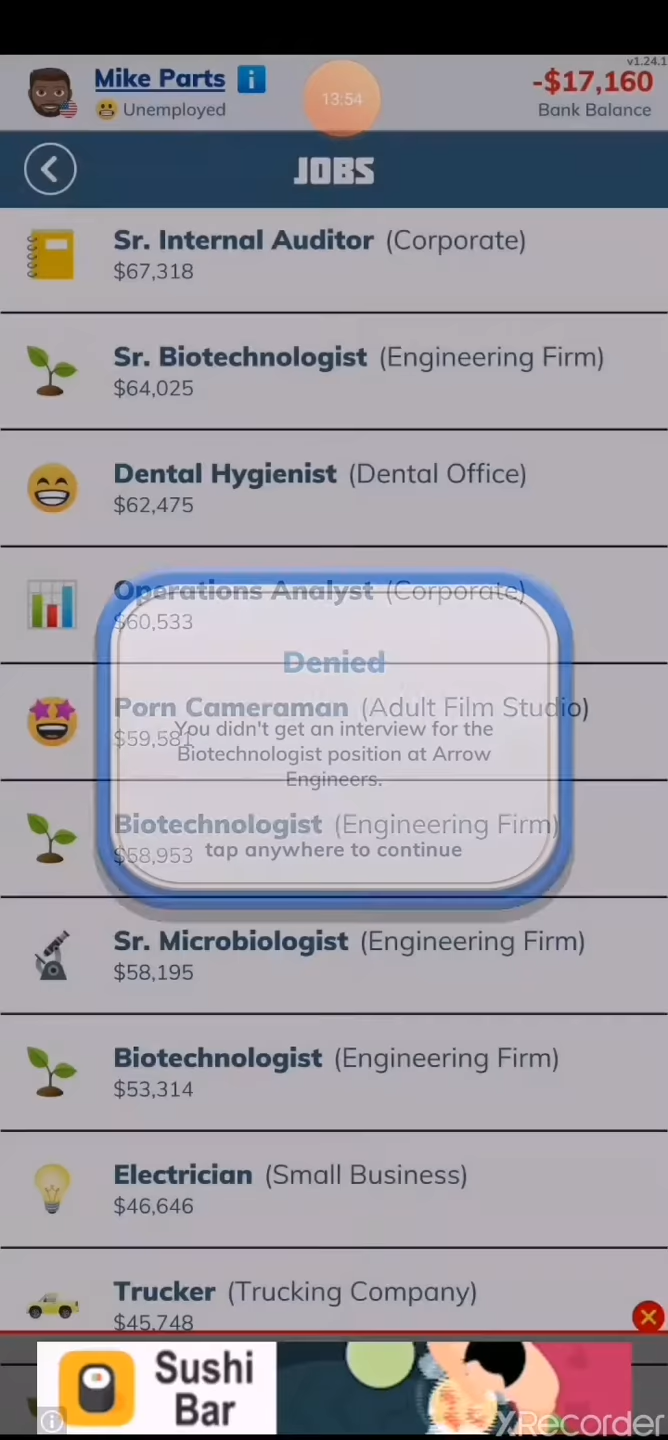 v1.24.1
Mike Parts i
-$17,160
Unemployed
Bank Balance
13:54
JOBS
Sr. Internal Auditor (Corporate)
$67,318
Sr. Biotechnologist (Engineering Firm)
$64,025
Dental Hygienist (Dental Office)
$62,475
Operations Analyst (Corporate)
$60,533
Denied
Porn Cameraman (Adult Film Studio)
$59,581
You didn't get an interview for the
Biotechnologist position at Arrow
Engineers.
Biotechnologist (Engineering Firm)
$58,953
tap anywhere to continue
Sr. Microbiologist (Engineering Firm)
$58,195
Biotechnologist (Engineering Firm)
$53,314
Electrician (Small Business)
$46,646
Trucker (Trucking Company)
$45,748
Sushi
Bar
XRecorder